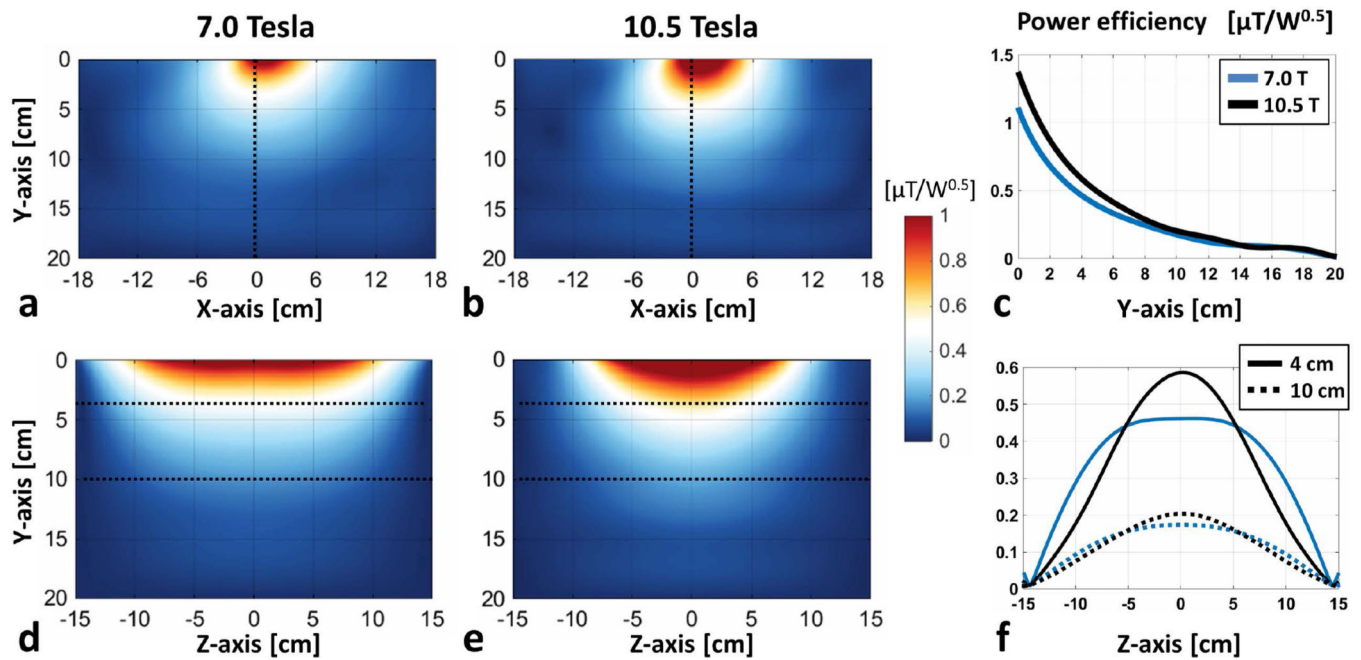 7.0 Tesla
10.5 Tesla
Power efficiency [μT/W^0.5]
a
Y-axis [cm]
0
5
10
15
20
-18 -12 -6 0 6 12 18
X-axis [cm]
b
0
5
10
15
20
-18 -12 -6 0 6 12 18
X-axis [cm]
[μT/W^0.5]
1
0.8
0.6
0.4
0.2
0
c
1.5
1
0.5
0
7.0 T
10.5 T
0 2 4 6 8 10 12 14 16 18 20
Y-axis [cm]
d
Y-axis [cm]
0
5
10
15
20
-15 -10 -5 0 5 10 15
Z-axis [cm]
e
0
5
10
15
20
-15 -10 -5 0 5 10 15
Z-axis [cm]
f
0.6
0.5
0.4
0.3
0.2
0.1
0
4 cm
10 cm
-15 -10 -5 0 5 10 15
Z-axis [cm]